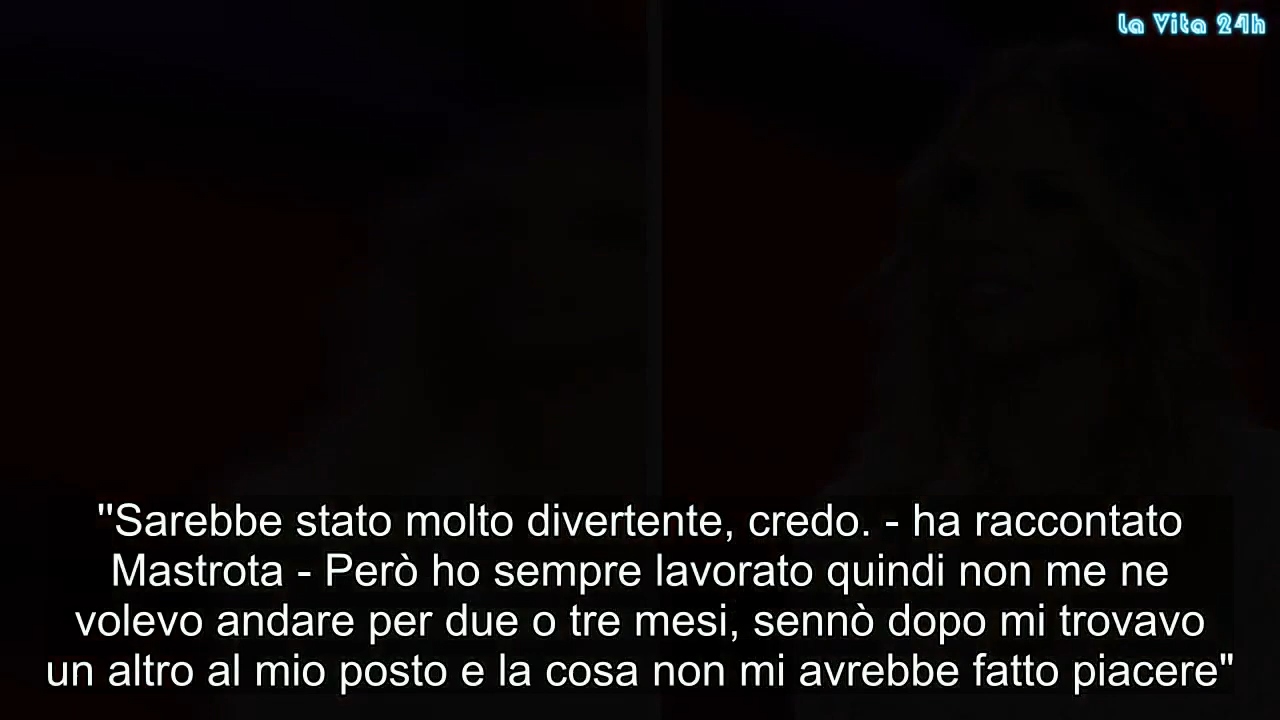 La Vita 24h
"Sarebbe stato molto divertente, credo. - ha raccontato
Mastrota - Però ho sempre lavorato quindi non me ne
volevo andare per due o tre mesi, sennò dopo mi trovavo
un altro al mio posto e la cosa non mi avrebbe fatto piacere"